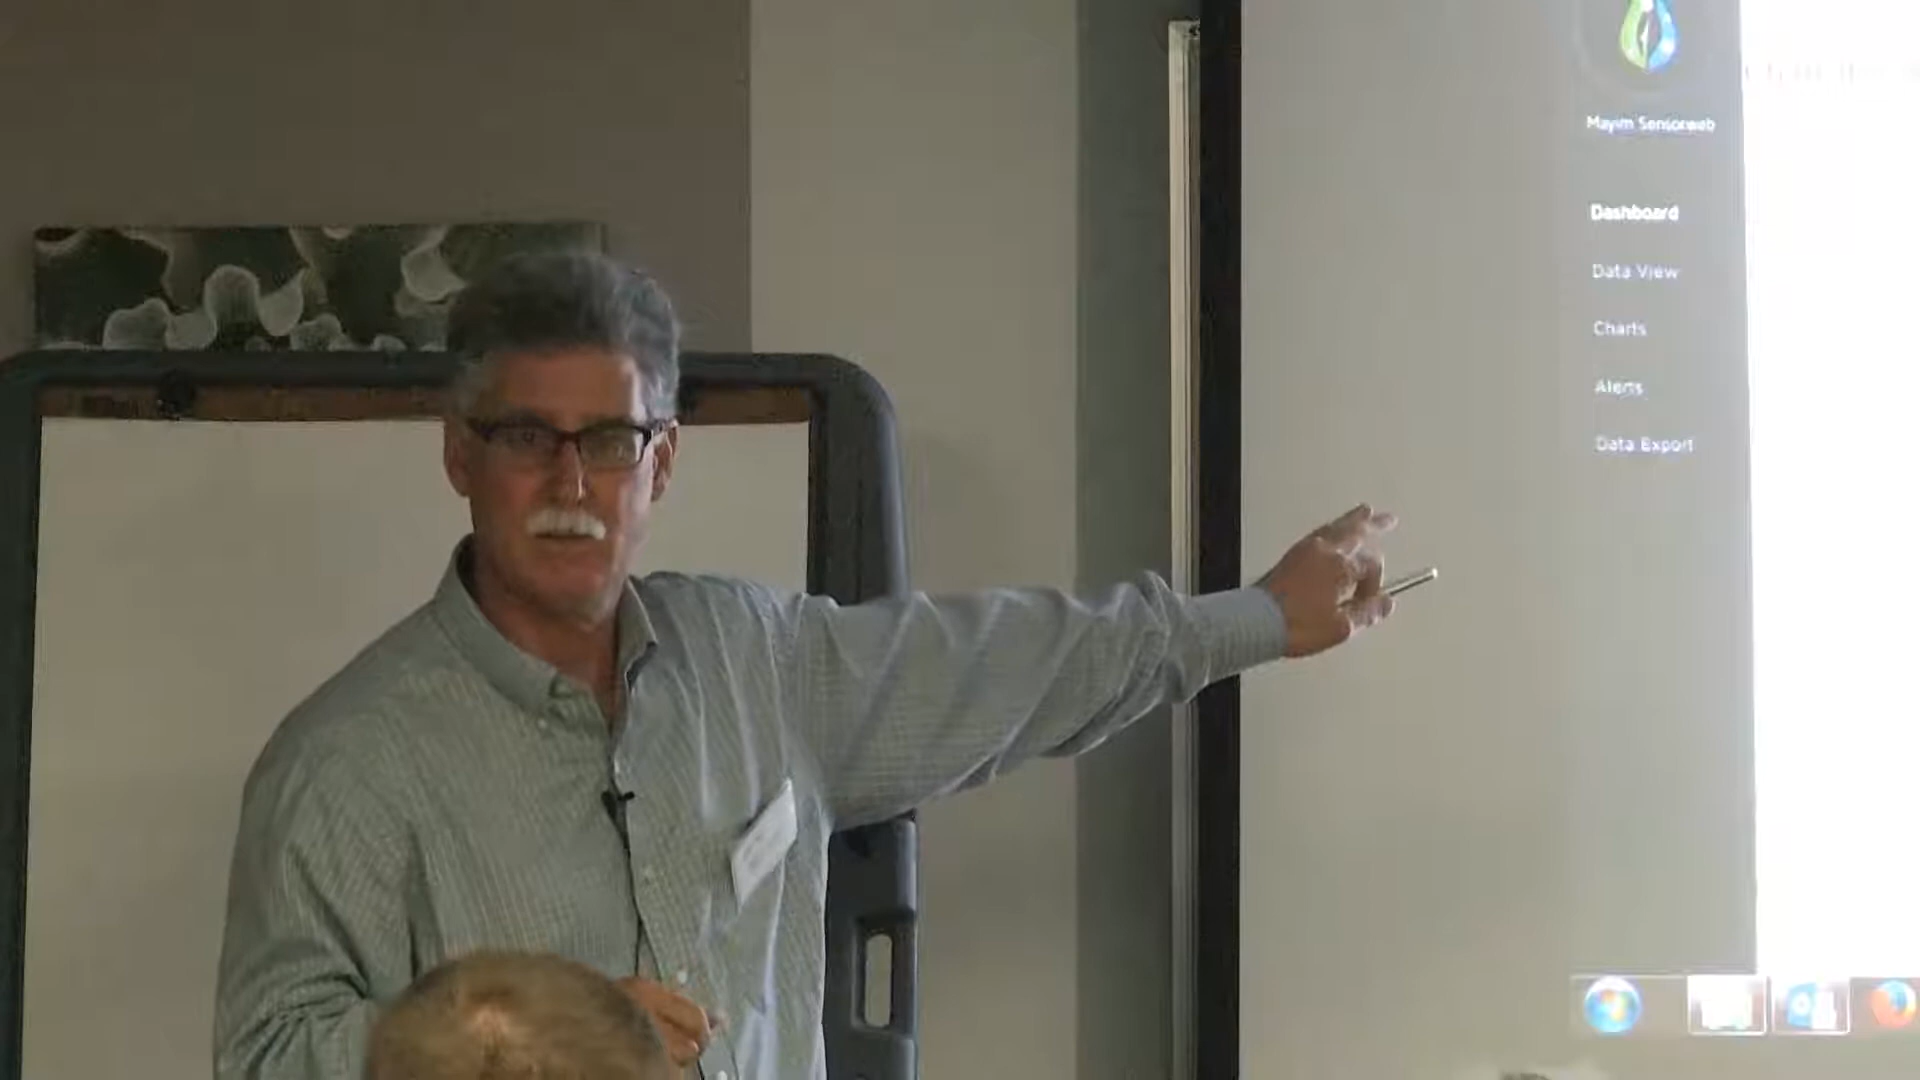 Mayim Sensorweb
Dashboard
Data View
Charts
Alerts
Data Export